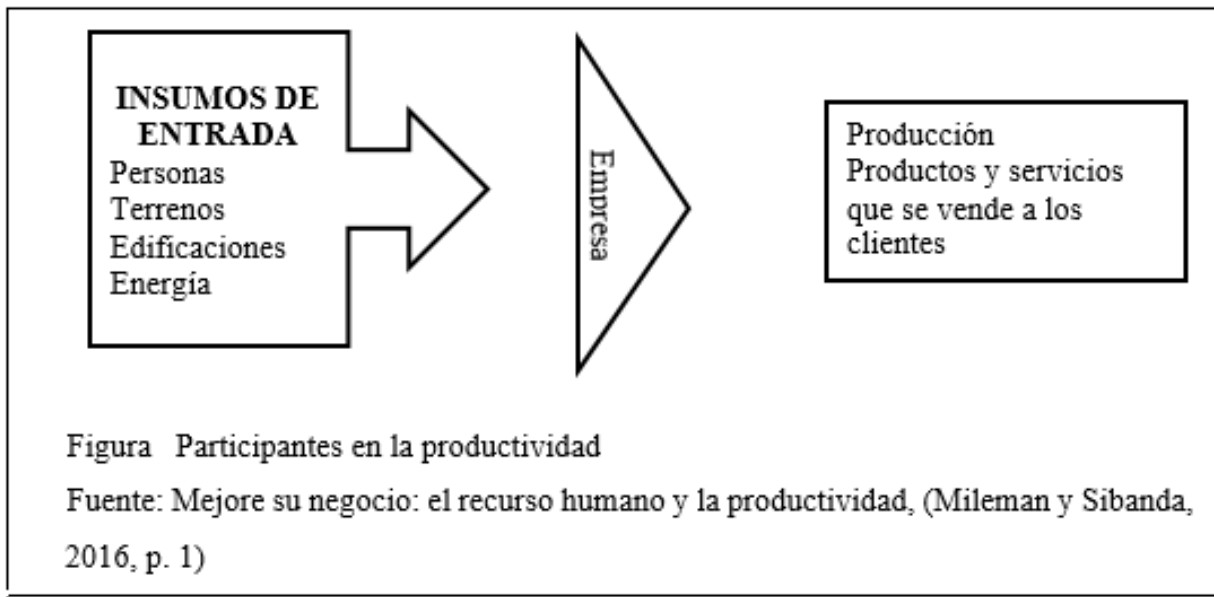 INSUMOS DE
ENTRADA
Personas
Terrenos
Edificaciones
Energía
Empresa
Producción
Productos y servicios
que se vende a los
clientes
Figura Participantes en la productividad
Fuente: Mejore su negocio: el recurso humano y la productividad, (Mileman y Sibanda,
2016, p. 1)